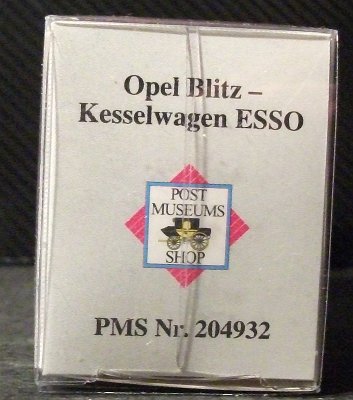 Opel Blitz –
Kesselwagen ESSO
POST
MUSEUMS
SHOP
PMS Nr. 204932